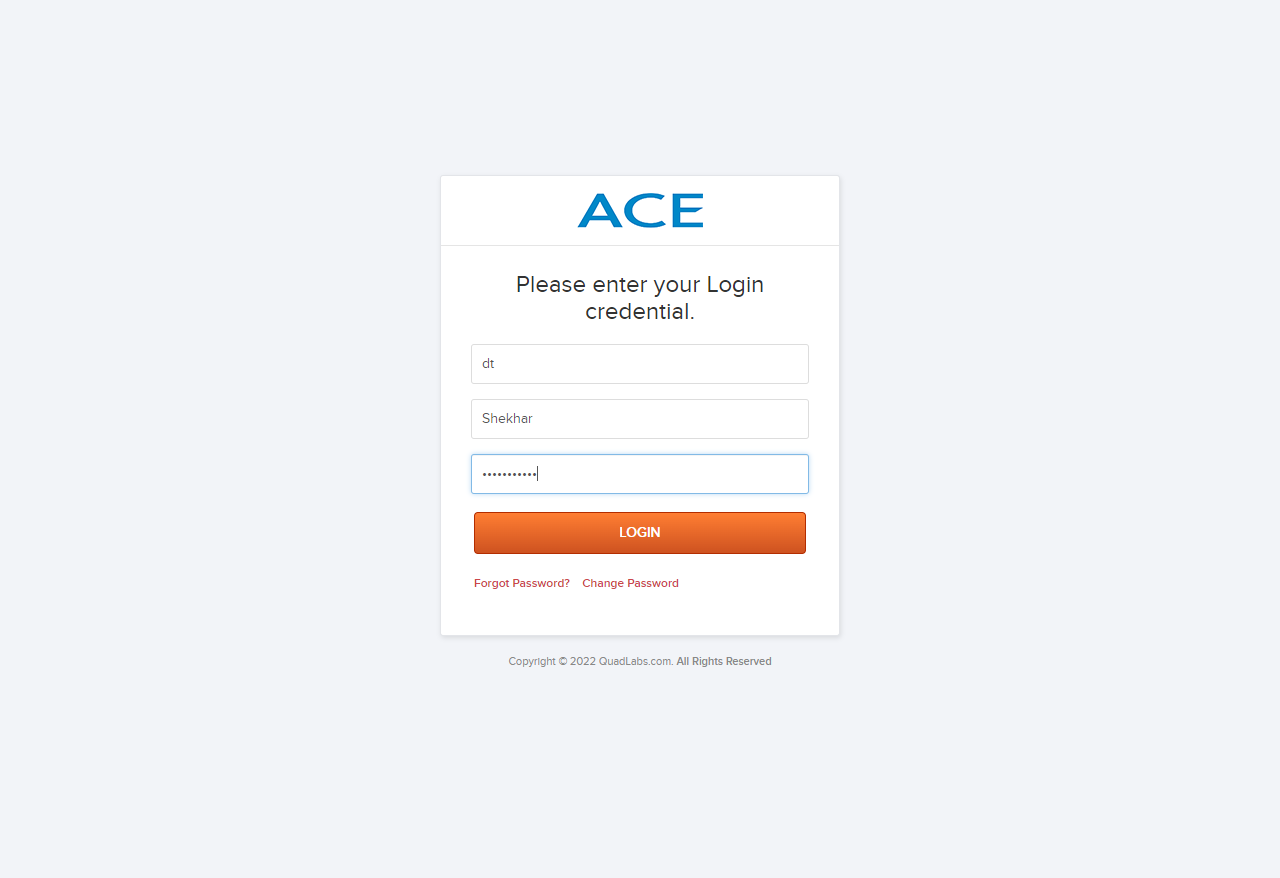 ACE
Please enter your Login
credential.
dt
Shekhar
•••••••••••
LOGIN
Forgot Password? Change Password
Copyright © 2022 QuadLabs.com. All Rights Reserved